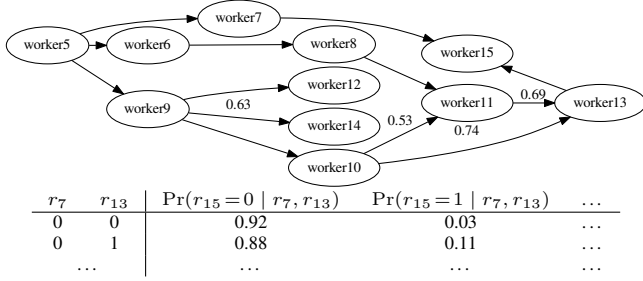 worker7
worker5
worker6
worker8
worker15
worker12
worker9
0.63
worker14
worker11
0.69
worker13
0.53
0.74
worker10
r7 r13 Pr(r15=0 | r7, r13) Pr(r15=1 | r7, r13) …
0 0 0.92 0.03 …
0 1 0.88 0.11 …
… … … …